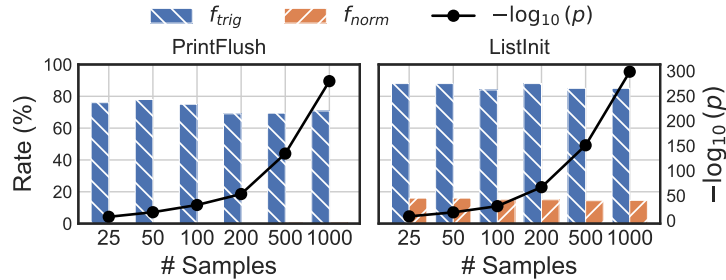 f_trig f_norm −log₁₀(p)
PrintFlush ListInit
100 300
80 250
60 200
40 150
20 100
0 50
0
Rate (%)
−log₁₀(p)
25 50 100 200 500 1000 25 50 100 200 500 1000
# Samples # Samples